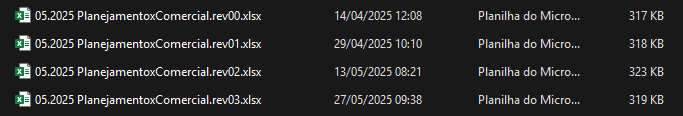 05.2025 PlanejamentoxComercial.rev00.xlsx 14/04/2025 12:08 Planilha do Micro... 317 KB
05.2025 PlanejamentoxComercial.rev01.xlsx 29/04/2025 10:10 Planilha do Micro... 318 KB
05.2025 PlanejamentoxComercial.rev02.xlsx 13/05/2025 08:21 Planilha do Micro... 323 KB
05.2025 PlanejamentoxComercial.rev03.xlsx 27/05/2025 09:38 Planilha do Micro... 319 KB